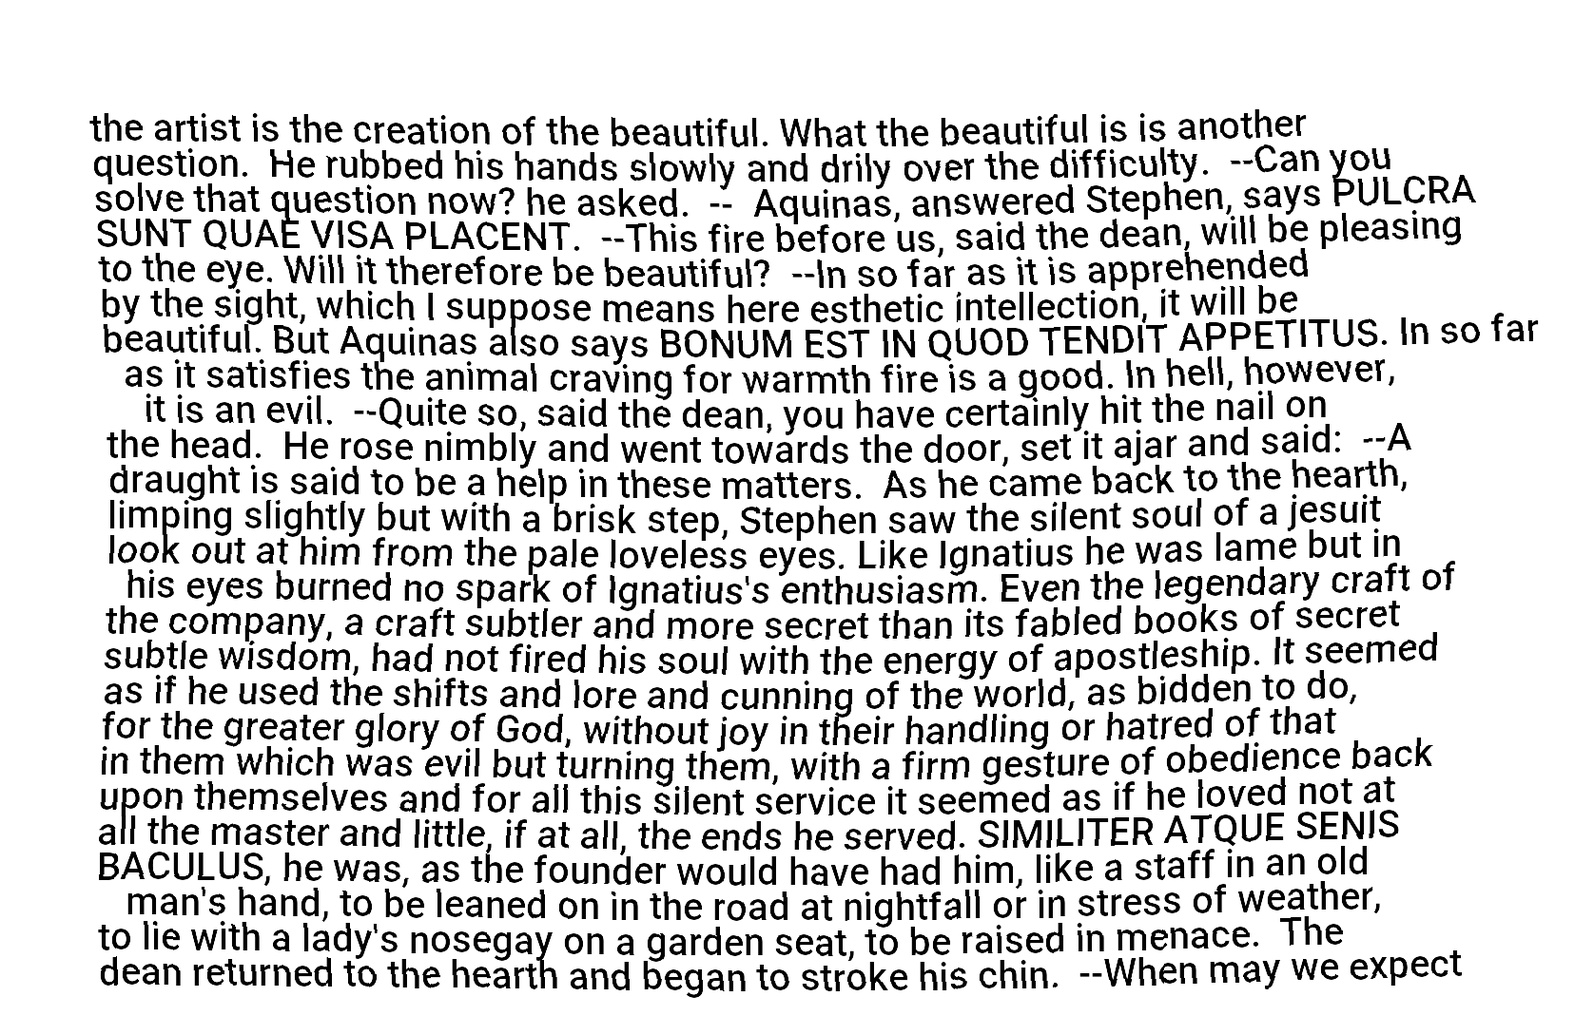 the artist is the creation of the beautiful. What the beautiful is is another
question.  He rubbed his hands slowly and drily over the difficulty.  --Can you
solve that question now? he asked.  --  Aquinas, answered Stephen, says PULCRA
SUNT QUAE VISA PLACENT.  --This fire before us, said the dean, will be pleasing
to the eye. Will it therefore be beautiful?  --In so far as it is apprehended
by the sight, which I suppose means here esthetic intellection, it will be
beautiful. But Aquinas also says BONUM EST IN QUOD TENDIT APPETITUS. In so far
as it satisfies the animal craving for warmth fire is a good. In hell, however,
it is an evil.  --Quite so, said the dean, you have certainly hit the nail on
the head.  He rose nimbly and went towards the door, set it ajar and said:  --A
draught is said to be a help in these matters.  As he came back to the hearth,
limping slightly but with a brisk step, Stephen saw the silent soul of a jesuit
look out at him from the pale loveless eyes. Like Ignatius he was lame but in
his eyes burned no spark of Ignatius's enthusiasm. Even the legendary craft of
the company, a craft subtler and more secret than its fabled books of secret
subtle wisdom, had not fired his soul with the energy of apostleship. It seemed
as if he used the shifts and lore and cunning of the world, as bidden to do,
for the greater glory of God, without joy in their handling or hatred of that
in them which was evil but turning them, with a firm gesture of obedience back
upon themselves and for all this silent service it seemed as if he loved not at
all the master and little, if at all, the ends he served. SIMILITER ATQUE SENIS
BACULUS, he was, as the founder would have had him, like a staff in an old
man's hand, to be leaned on in the road at nightfall or in stress of weather,
to lie with a lady's nosegay on a garden seat, to be raised in menace.  The
dean returned to the hearth and began to stroke his chin.  --When may we expect